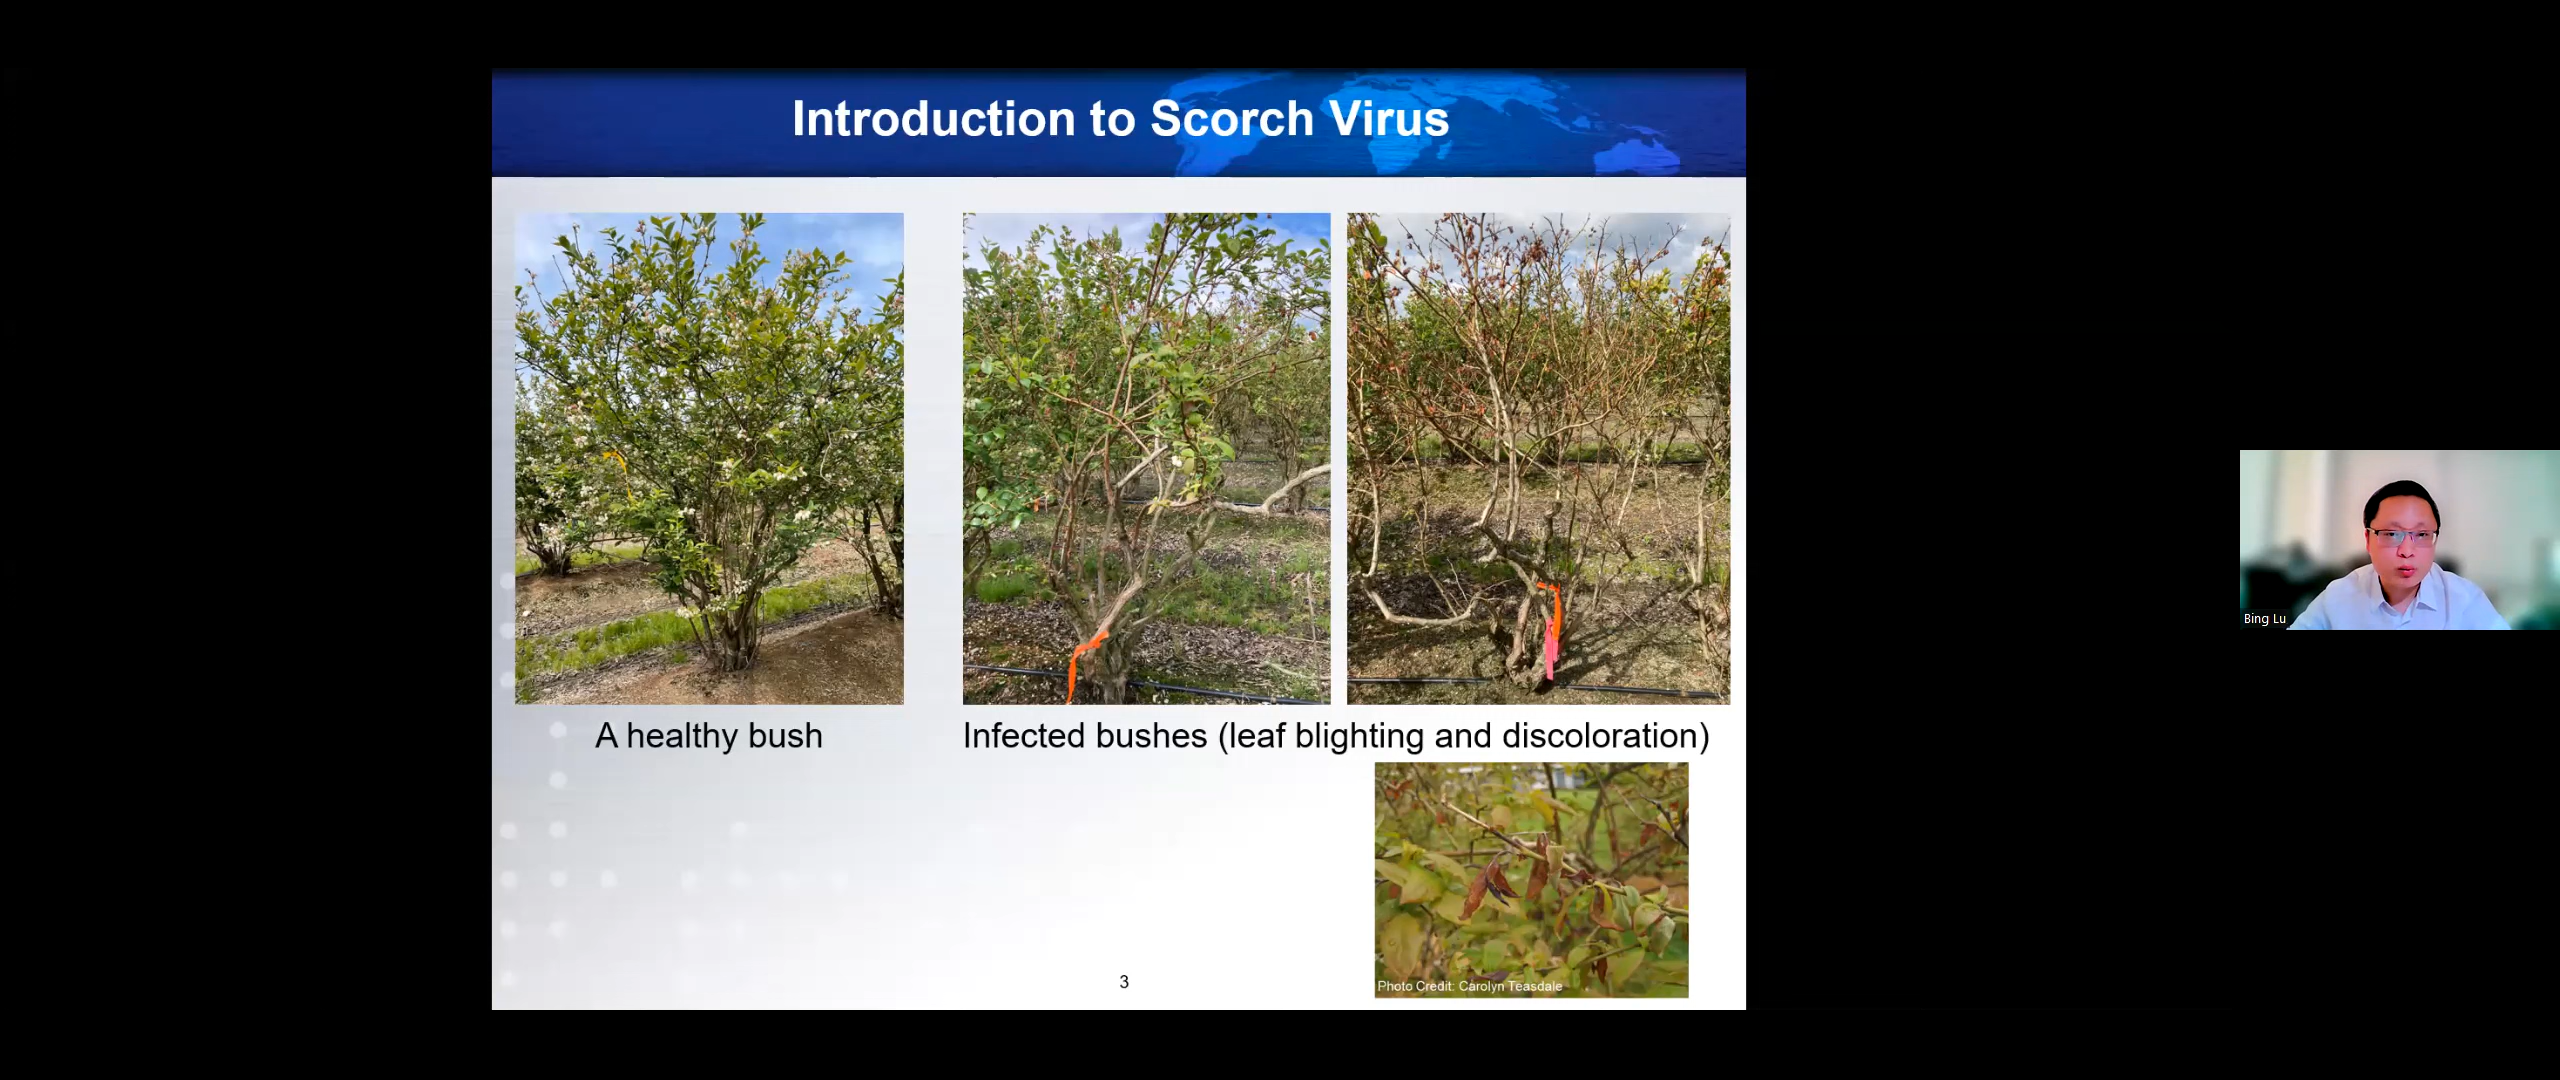 Introduction to Scorch Virus
A healthy bush
Infected bushes (leaf blighting and discoloration)
Photo Credit: Carolyn Teasdale
3
Bing Lu